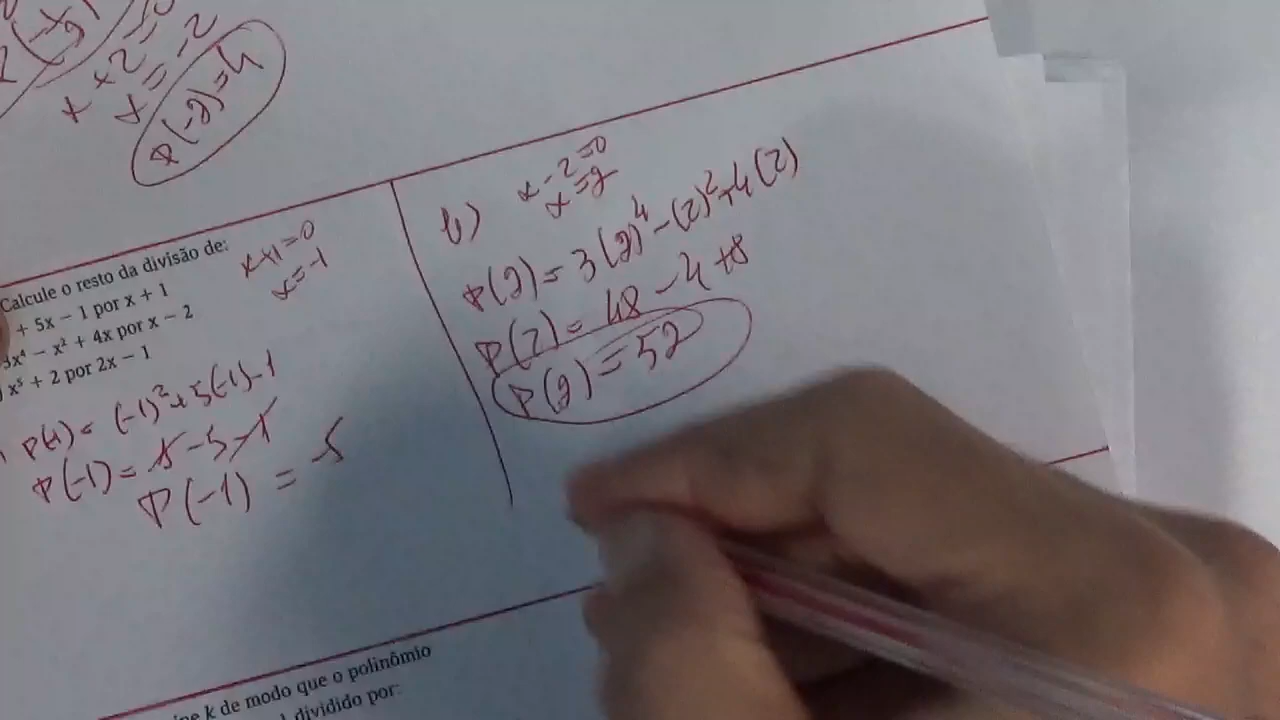 x+2=0
x=-2
P(-2)=4
Calcule o resto da divisão de:
+ 5x − 1 por x + 1
3x⁴ − x² + 4x por x − 2
x⁵ + 2 por 2x − 1
x+1=0
x=-1
P(-1)= (-1)²+5(-1)-1
P(-1)= 1-5-1
P(-1) = -5
b)
x-2=0
x=2
P(2)= 3(2)⁴-(2)²+4(2)
P(2)= 48-4+8
P(2)=52
k de modo que o polinômio
dividido por: